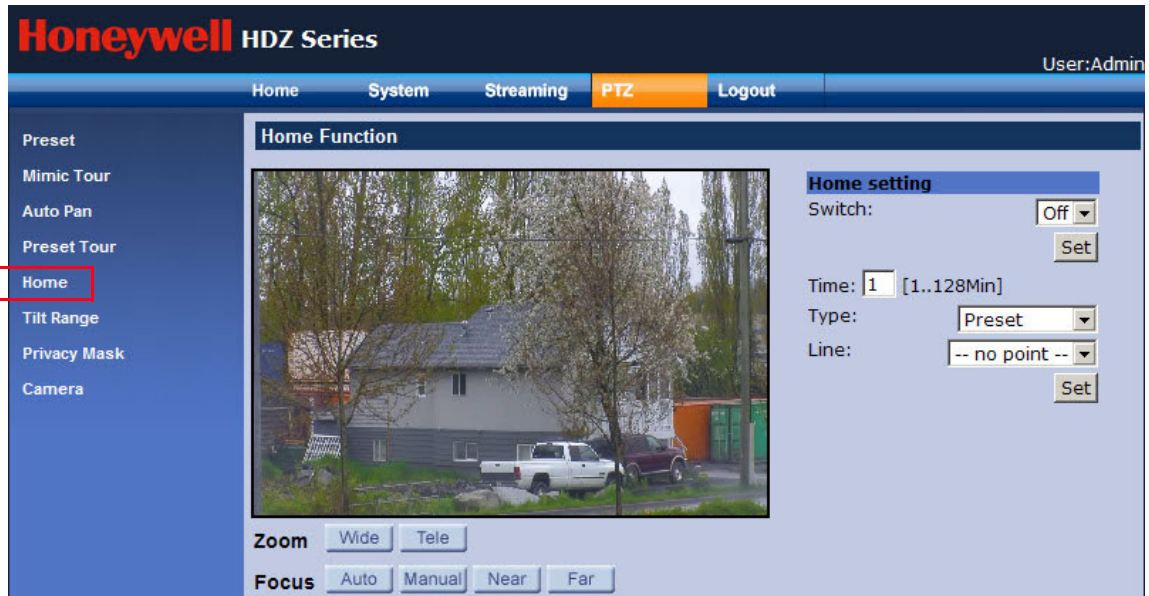 Honeywell HDZ Series
User:Admin
Home System Streaming PTZ Logout
Preset
Mimic Tour
Auto Pan
Preset Tour
Home
Tilt Range
Privacy Mask
Camera
Home Function
Home setting
Switch: Off
Set
Time: 1 [1..128Min]
Type: Preset
Line: -- no point --
Set
Zoom Wide Tele
Focus Auto Manual Near Far